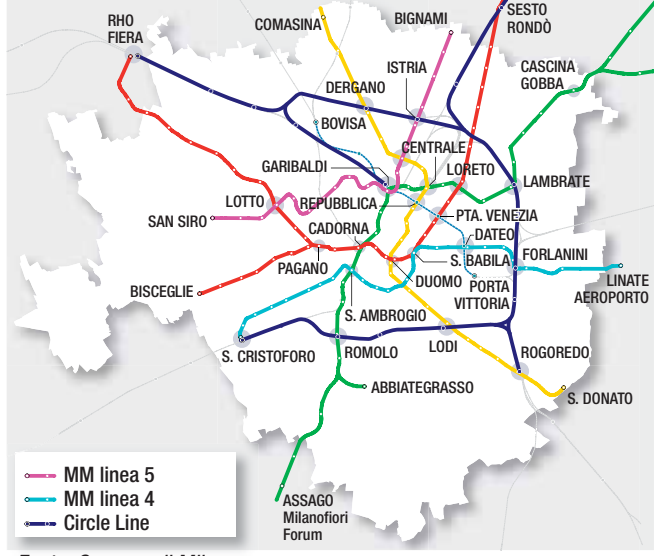 RHO
FIERA
COMASINA
BIGNAMI
SESTO
RONDÒ
CASCINA
GOBBA
DERGANO
ISTRIA
BOVISA
CENTRALE
GARIBALDI
LORETO
LAMBRATE
LOTTO
REPUBBLICA
SAN SIRO
PTA. VENEZIA
CADORNA
DATEO
PAGANO
S. BABILA
FORLANINI
BISCEGLIE
DUOMO
PORTA
VITTORIA
LINATE
AEROPORTO
S. AMBROGIO
S. CRISTOFORO
ROMOLO
LODI
ROGOREDO
ABBIATEGRASSO
S. DONATO
MM linea 5
MM linea 4
Circle Line
ASSAGO
Milanofiori
Forum